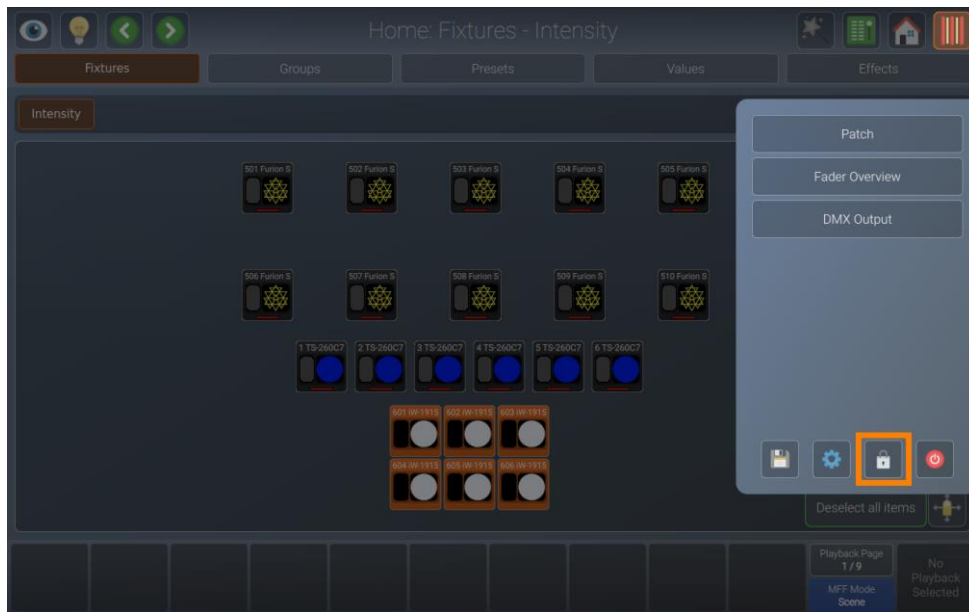 Home: Fixtures - Intensity
Fixtures
Groups
Presets
Values
Effects
Intensity
Patch
Fader Overview
DMX Output
501 Furion S
502 Furion S
503 Furion S
504 Furion S
505 Furion S
506 Furion S
507 Furion S
508 Furion S
509 Furion S
510 Furion S
1 TS-260C7
2 TS-260C7
3 TS-260C7
4 TS-260C7
5 TS-260C7
6 TS-260C7
601 iW-1915
602 iW-1915
603 iW-1915
604 iW-1915
605 iW-1915
606 iW-1915
Deselect all items
Playback Page
1 / 9
MFF Mode
Scene
No
Playback
Selected